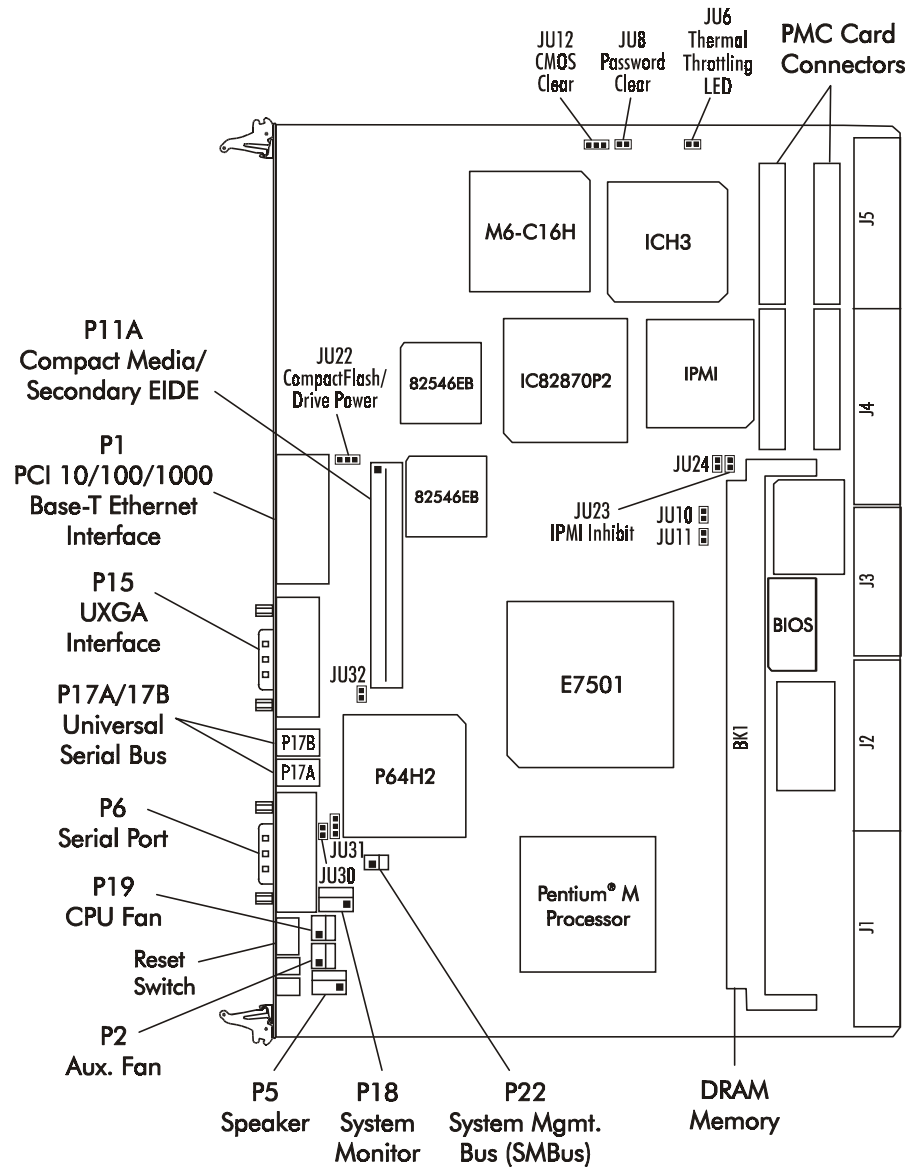 JU12
CMOS
Clear
JU8
Password
Clear
JU6
Thermal
Throttling
LED
PMC Card
Connectors
M6-C16H
ICH3
J5
P11A
Compact Media/
Secondary EIDE
JU22
CompactFlash/
Drive Power
82546EB
IC82870P2
IPMI
J4
P1
PCI 10/100/1000
Base-T Ethernet
Interface
82546EB
JU24
JU23
IPMI Inhibit
JU10
JU11
J3
P15
UXGA
Interface
BIOS
JU32
E7501
P17A/17B
Universal
Serial Bus
P17B
P17A
P64H2
BK1
J2
P6
Serial Port
JU31
JU30
P19
CPU Fan
Pentium® M
Processor
J1
Reset
Switch
P2
Aux. Fan
P5
Speaker
P18
System
Monitor
P22
System Mgmt.
Bus (SMBus)
DRAM
Memory